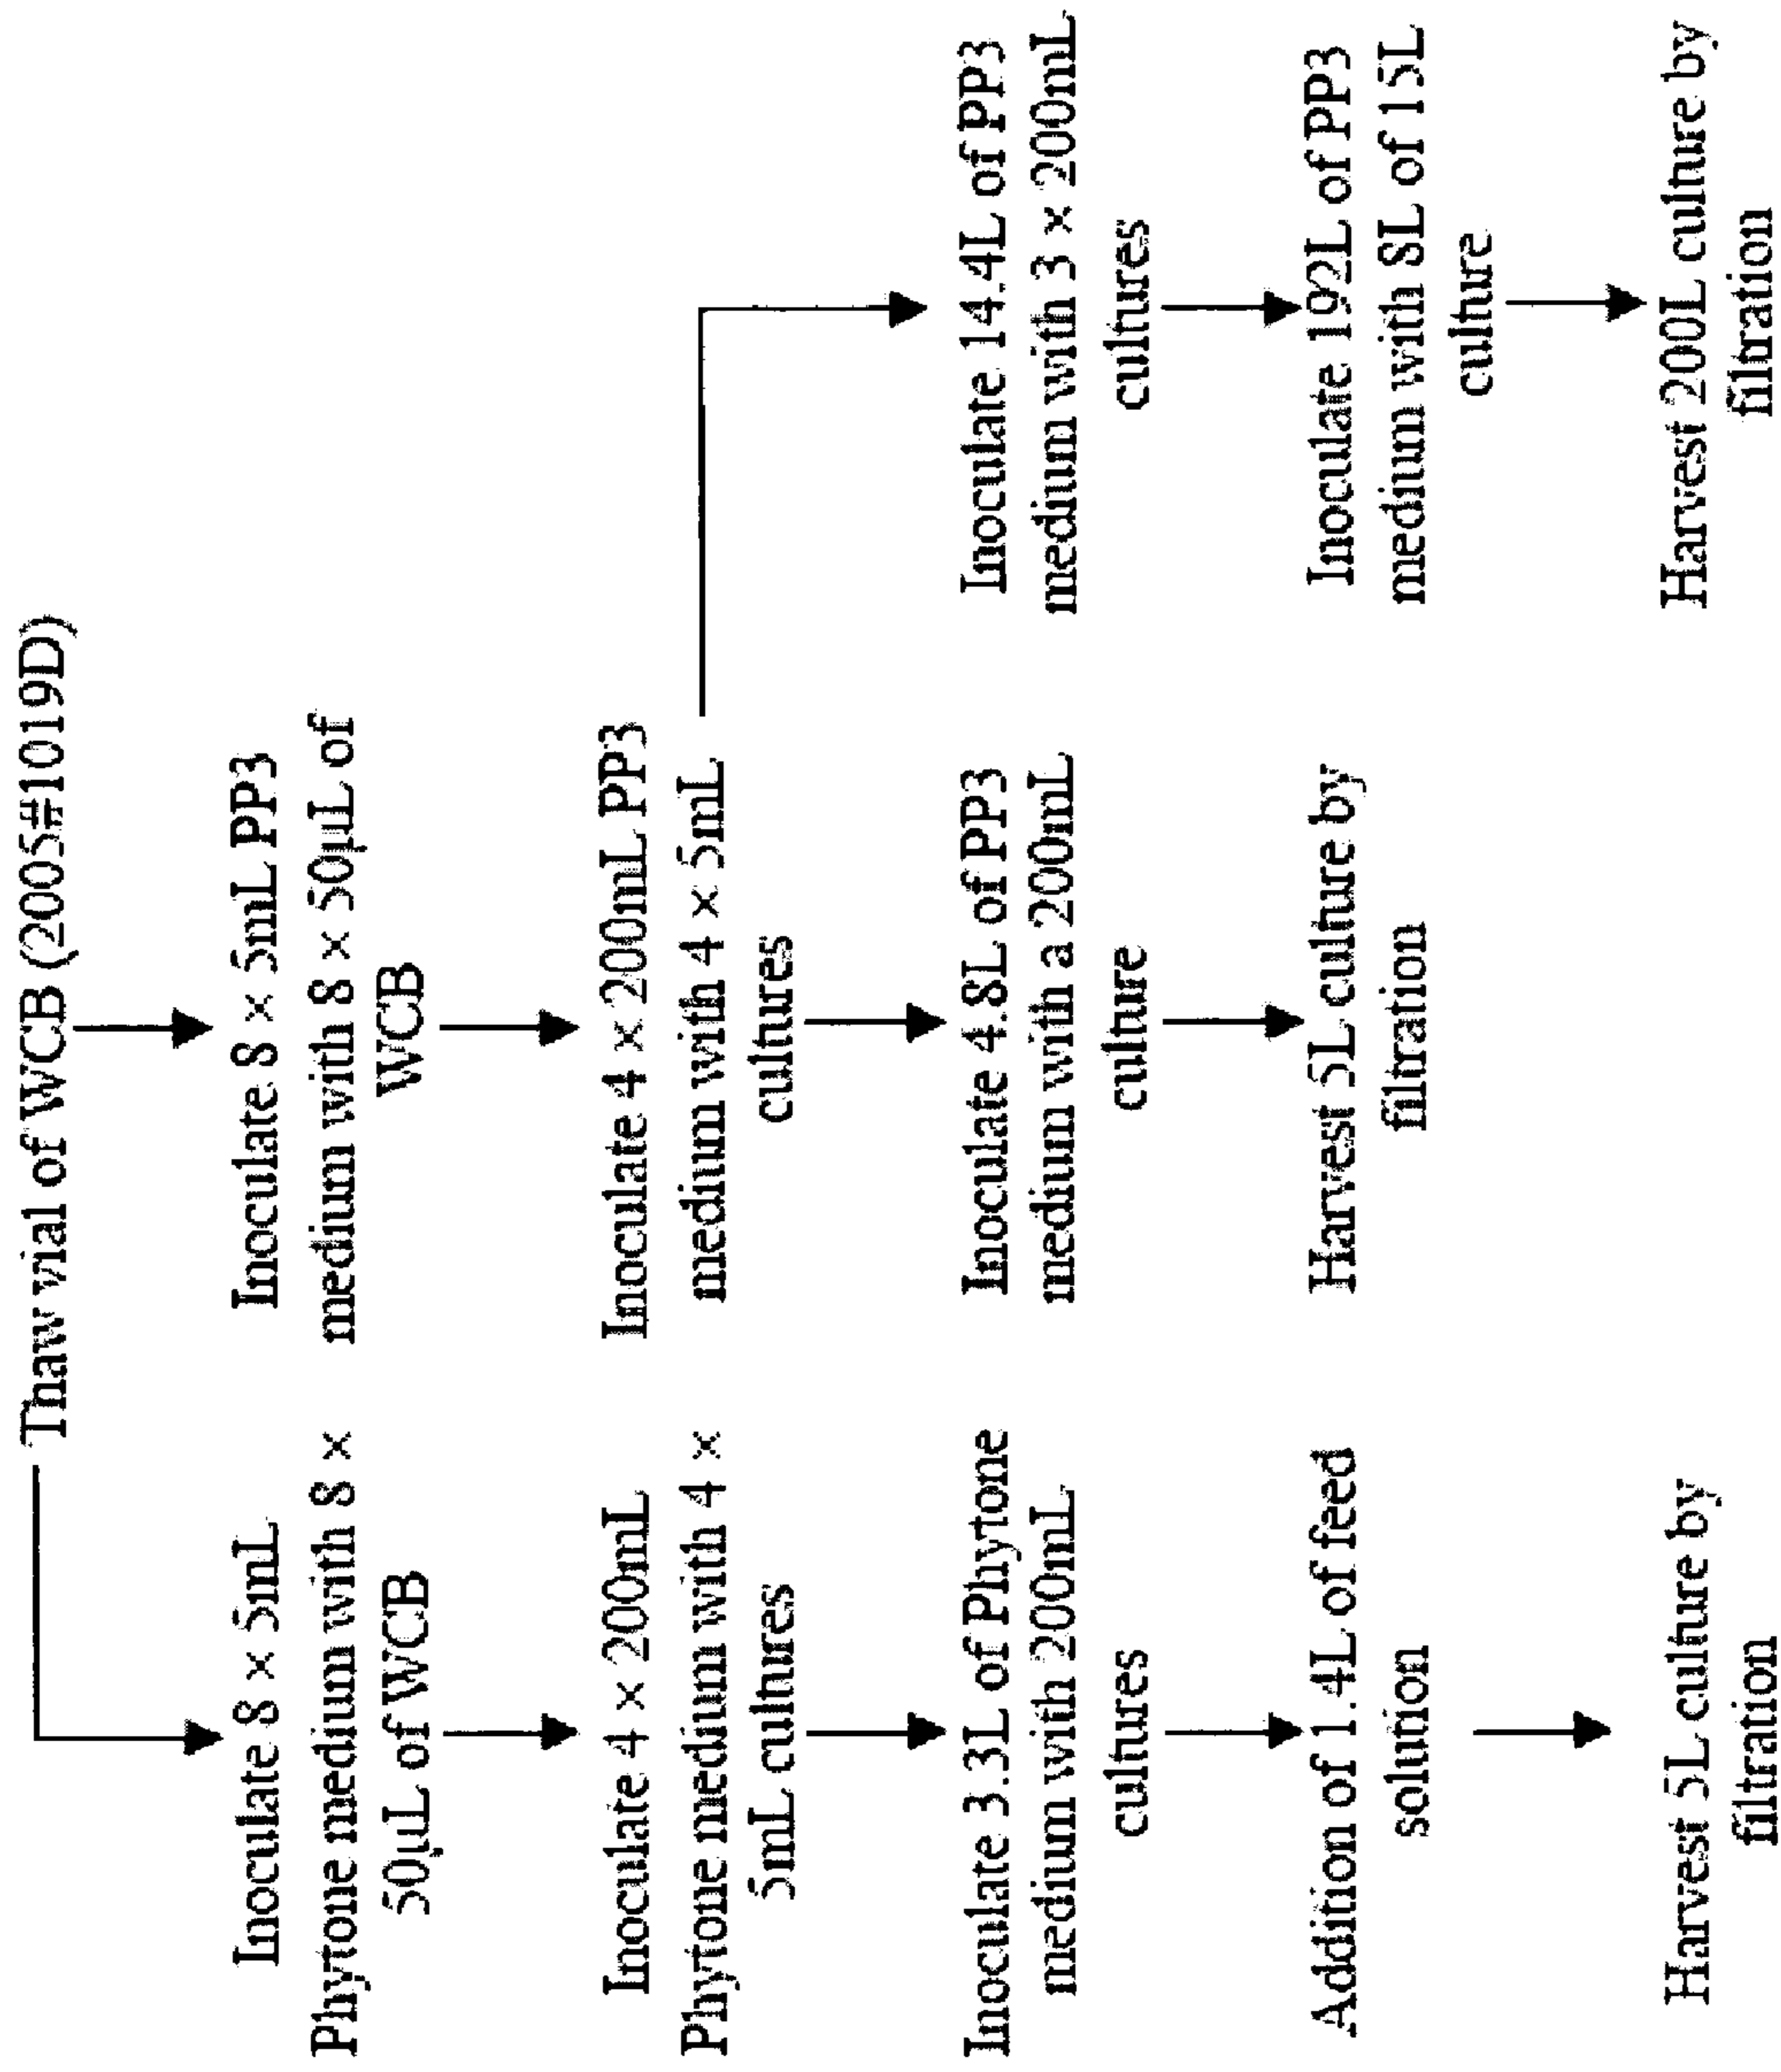 Thaw vial of WCB (2005#1019D)
Inoculate 8 × 5mL
Phytone medium with 8 ×
50µL of WCB
Inoculate 4 × 200mL
Phytone medium with 4 ×
5mL cultures
Inoculate 3.3L of Phytone
medium with 200mL
cultures
Addition of 1.4L of feed
solution
Harvest 5L culture by
filtration
Inoculate 8 × 5mL PP3
medium with 8 × 50µL of
WCB
Inoculate 4 × 200mL PP3
medium with 4 × 5mL
cultures
Inoculate 4.8L of PP3
medium with a 200mL
culture
Harvest 5L culture by
filtration
Inoculate 14.4L of PP3
medium with 3 × 200mL
cultures
Inoculate 192L of PP3
medium with 8L of 15L
culture
Harvest 200L culture by
filtration